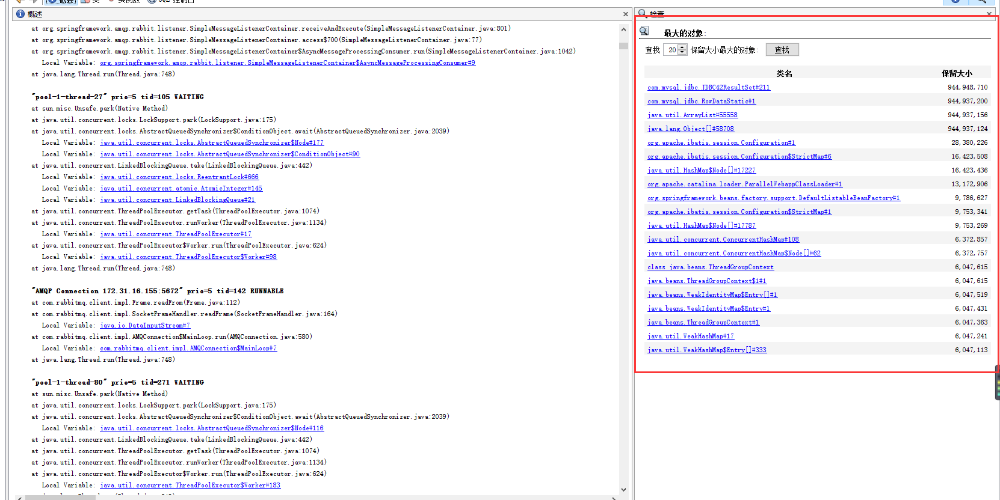 概要 类 实例数 OQL 控制台
概述
at org.springframework.amqp.rabbit.listener.SimpleMessageListenerContainer.receiveAndExecute(SimpleMessageListenerContainer.java:801)
at org.springframework.amqp.rabbit.listener.SimpleMessageListenerContainer.access$700(SimpleMessageListenerContainer.java:77)
at org.springframework.amqp.rabbit.listener.SimpleMessageListenerContainer$AsyncMessageProcessingConsumer.run(SimpleMessageListenerContainer.java:1042)
Local Variable: org.springframework.amqp.rabbit.listener.SimpleMessageListenerContainer$AsyncMessageProcessingConsumer#9
at java.lang.Thread.run(Thread.java:748)
"pool-1-thread-27" prio=5 tid=105 WAITING
at sun.misc.Unsafe.park(Native Method)
at java.util.concurrent.locks.LockSupport.park(LockSupport.java:175)
at java.util.concurrent.locks.AbstractQueuedSynchronizer$ConditionObject.await(AbstractQueuedSynchronizer.java:2039)
Local Variable: java.util.concurrent.locks.AbstractQueuedSynchronizer$Node#177
Local Variable: java.util.concurrent.locks.AbstractQueuedSynchronizer$ConditionObject#90
at java.util.concurrent.LinkedBlockingQueue.take(LinkedBlockingQueue.java:442)
Local Variable: java.util.concurrent.locks.ReentrantLock#666
Local Variable: java.util.concurrent.atomic.AtomicInteger#145
Local Variable: java.util.concurrent.LinkedBlockingQueue#21
at java.util.concurrent.ThreadPoolExecutor.getTask(ThreadPoolExecutor.java:1074)
at java.util.concurrent.ThreadPoolExecutor.runWorker(ThreadPoolExecutor.java:1134)
Local Variable: java.util.concurrent.ThreadPoolExecutor#17
at java.util.concurrent.ThreadPoolExecutor$Worker.run(ThreadPoolExecutor.java:624)
Local Variable: java.util.concurrent.ThreadPoolExecutor$Worker#98
at java.lang.Thread.run(Thread.java:748)
"AMQP Connection 172.31.16.155:5672" prio=5 tid=142 RUNNABLE
at com.rabbitmq.client.impl.Frame.readFrom(Frame.java:112)
at com.rabbitmq.client.impl.SocketFrameHandler.readFrame(SocketFrameHandler.java:164)
Local Variable: java.io.DataInputStream#7
at com.rabbitmq.client.impl.AMQConnection$MainLoop.run(AMQConnection.java:580)
Local Variable: com.rabbitmq.client.impl.AMQConnection$MainLoop#7
at java.lang.Thread.run(Thread.java:748)
"pool-1-thread-80" prio=5 tid=271 WAITING
at sun.misc.Unsafe.park(Native Method)
at java.util.concurrent.locks.LockSupport.park(LockSupport.java:175)
at java.util.concurrent.locks.AbstractQueuedSynchronizer$ConditionObject.await(AbstractQueuedSynchronizer.java:2039)
Local Variable: java.util.concurrent.locks.AbstractQueuedSynchronizer$Node#116
at java.util.concurrent.LinkedBlockingQueue.take(LinkedBlockingQueue.java:442)
at java.util.concurrent.ThreadPoolExecutor.getTask(ThreadPoolExecutor.java:1074)
at java.util.concurrent.ThreadPoolExecutor.runWorker(ThreadPoolExecutor.java:1134)
at java.util.concurrent.ThreadPoolExecutor$Worker.run(ThreadPoolExecutor.java:624)
Local Variable: java.util.concurrent.ThreadPoolExecutor$Worker#183
检查
最大的对象:
查找 20 保留大小最大的对象: 查找
类名 保留大小
com.mysql.jdbc.JDBC42ResultSet#211 944,948,710
com.mysql.jdbc.RowDataStatic#1 944,937,200
java.util.ArrayList#55558 944,937,156
java.lang.Object[]#58708 944,937,124
org.apache.ibatis.session.Configuration#1 28,380,226
org.apache.ibatis.session.Configuration$StrictMap#6 16,423,508
java.util.HashMap$Node[]#17227 16,423,436
org.apache.catalina.loader.ParallelWebappClassLoader#1 13,172,906
org.springframework.beans.factory.support.DefaultListableBeanFactory#1 9,786,627
org.apache.ibatis.session.Configuration$StrictMap#1 9,753,341
java.util.HashMap$Node[]#17787 9,753,269
java.util.concurrent.ConcurrentHashMap#108 6,372,857
java.util.concurrent.ConcurrentHashMap$Node[]#62 6,372,757
class java.beans.ThreadGroupContext 6,047,615
java.beans.ThreadGroupContext$1#1 6,047,615
java.beans.WeakIdentityMap$Entry[]#1 6,047,519
java.beans.WeakIdentityMap$Entry#1 6,047,431
java.beans.ThreadGroupContext#1 6,047,363
java.util.WeakHashMap#17 6,047,241
java.util.WeakHashMap$Entry[]#333 6,047,113